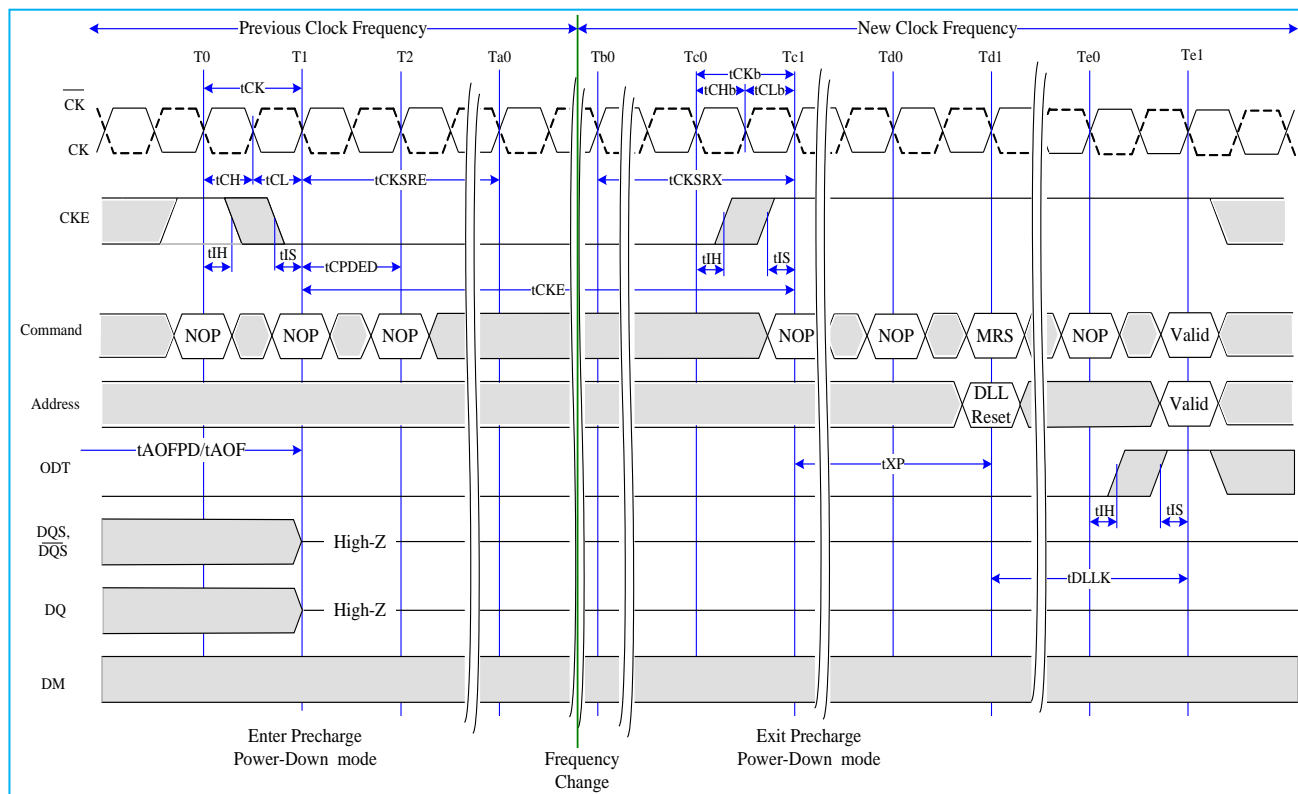 Previous Clock Frequency New Clock Frequency
T0 T1 T2 Ta0 Tb0 Tc0 Tc1 Td0 Td1 Te0 Te1
tCK tCKb
tCHb tCLb
CK
CK
tCH tCL tCKSRE tCKSRX
CKE
tIH tIS tCPDED tIH tIS
tCKE
Command NOP NOP NOP NOP NOP MRS NOP Valid
Address DLL Reset Valid
tAOFPD/tAOF
ODT tXP
tIH tIS
DQS, DQS High-Z
tDLLK
DQ High-Z
DM
Enter Precharge Exit Precharge
Power-Down mode Power-Down mode
Frequency
Change